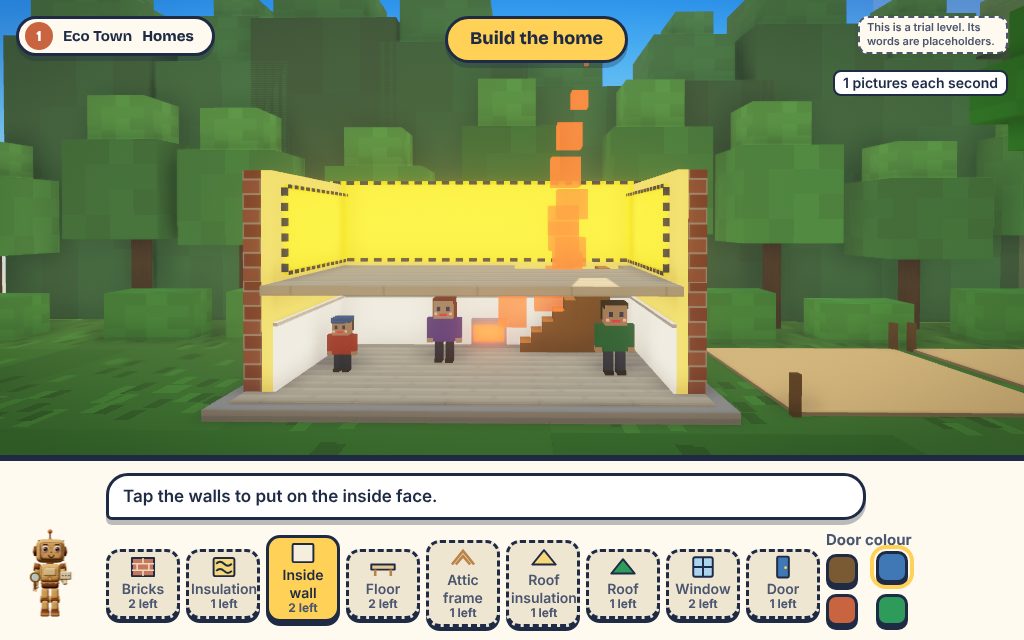 1 Eco Town Homes
Build the home
This is a trial level. Its
words are placeholders.
1 pictures each second
Tap the walls to put on the inside face.
Door colour
Bricks
2 left
Insulation
1 left
Inside
wall
2 left
Floor
2 left
Attic
frame
1 left
Roof
insulation
1 left
Roof
1 left
Window
2 left
Door
1 left